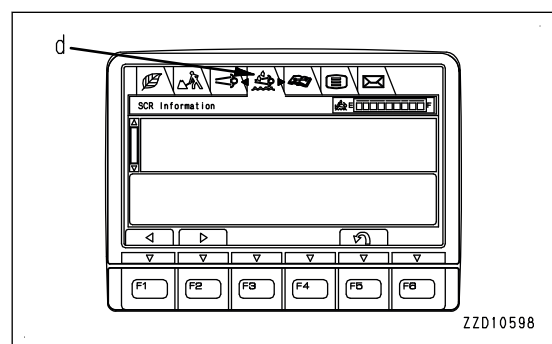 d
SCR Information
E F
F1 F2 F3 F4 F5 F6
ZZD10598